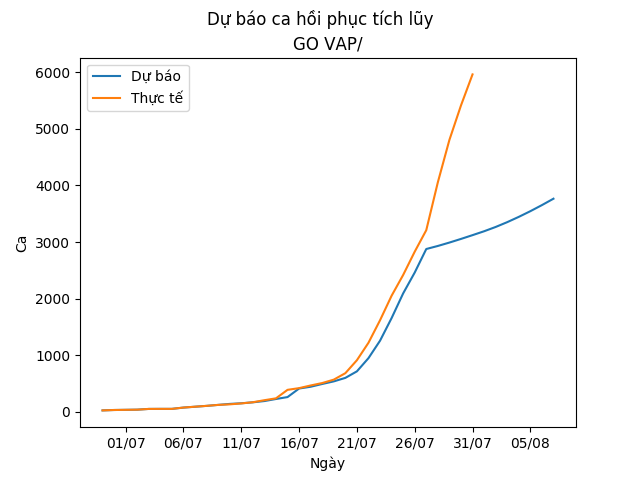 Dự báo ca hồi phục tích lũy
GO VAP/
Dự báo
Thực tế
6000
5000
4000
3000
2000
1000
0
Ca
01/07 06/07 11/07 16/07 21/07 26/07 31/07 05/08
Ngày